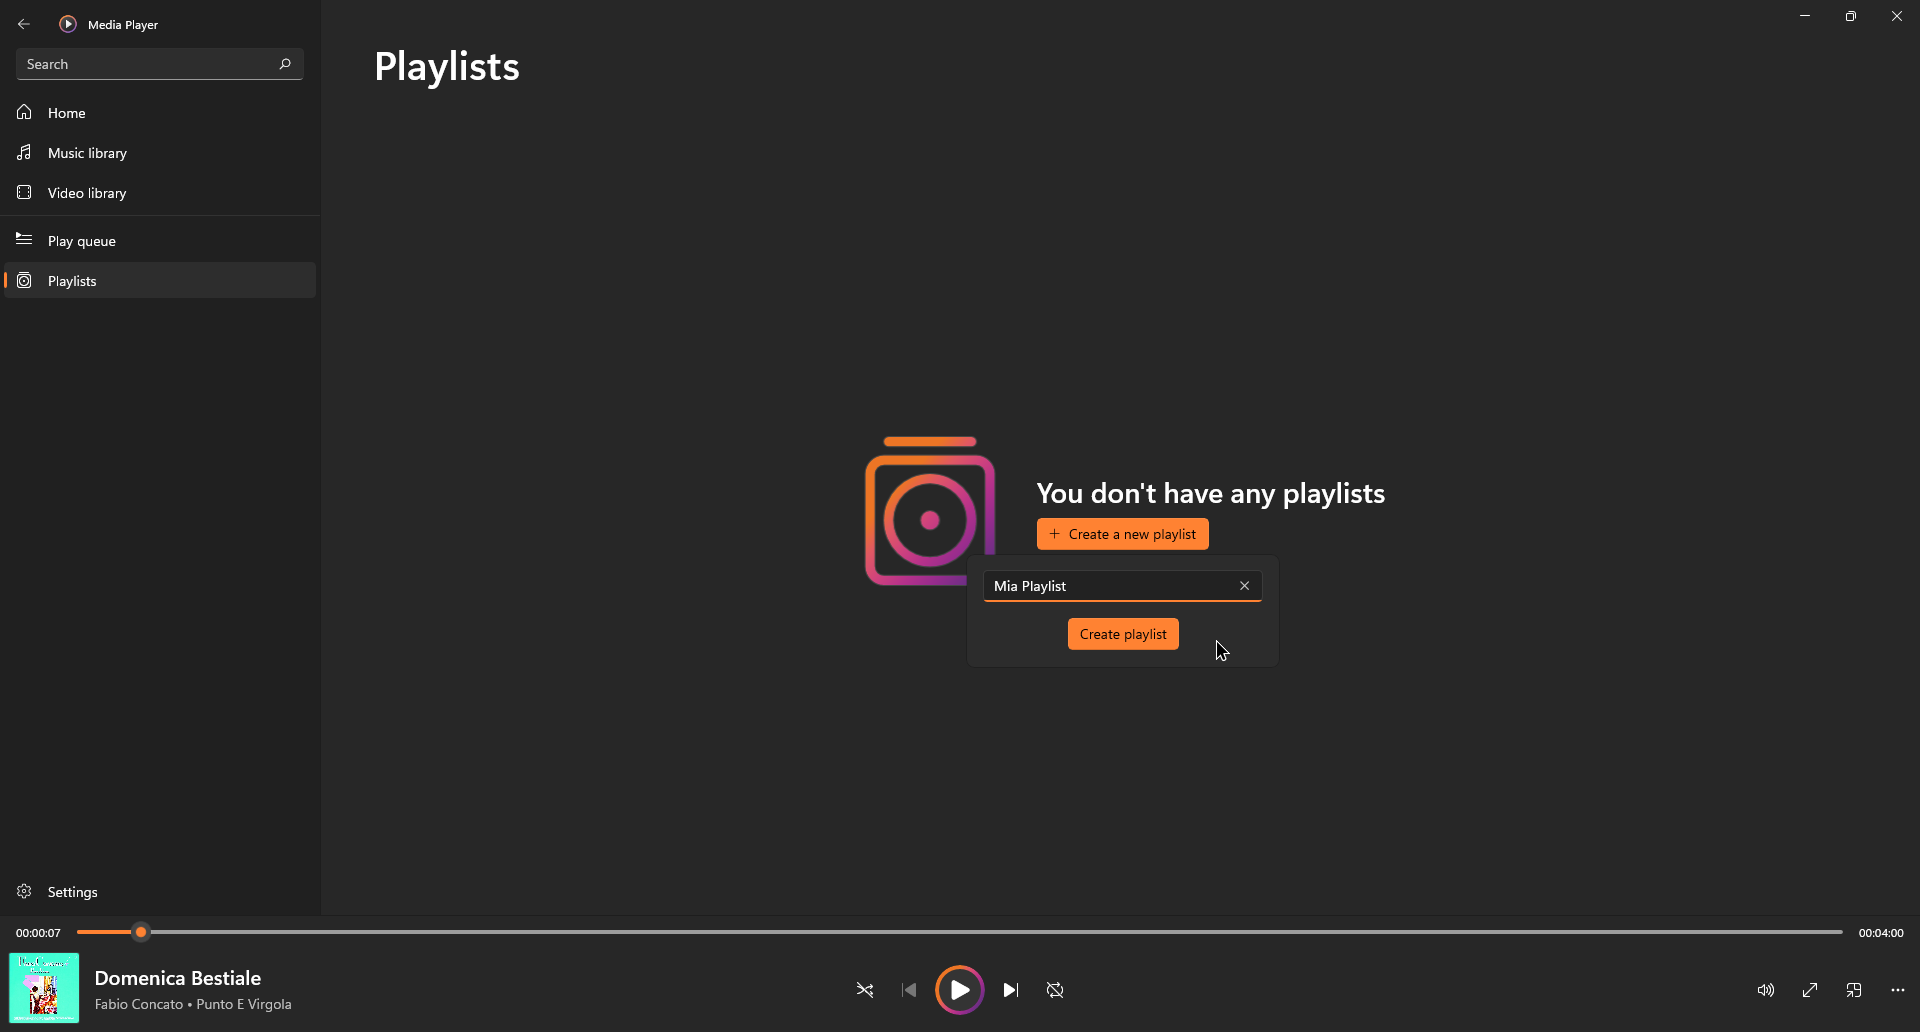 Media Player
Search
Home
Music library
Video library
Play queue
Playlists
Settings
Playlists
You don't have any playlists
Create a new playlist
Mia Playlist
Create playlist
00:00:07
00:04:00
Domenica Bestiale
Fabio Concato • Punto E Virgola